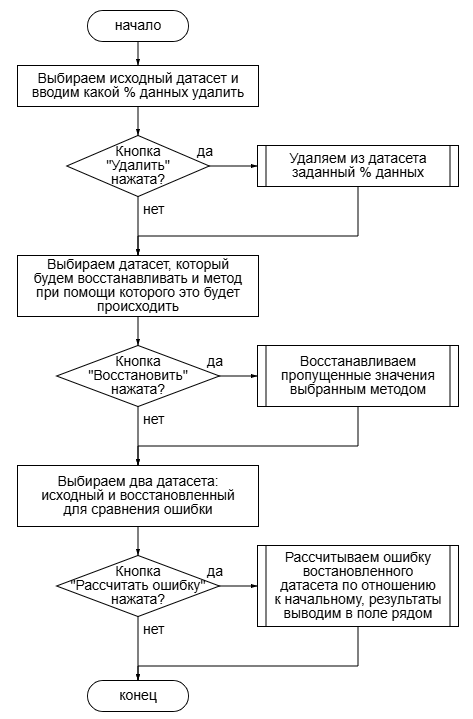 начало
Выбираем исходный датасет и
вводим какой % данных удалить
Кнопка
"Удалить"
нажата?
да
Удаляем из датасета
заданный % данных
нет
Выбираем датасет, который
будем восстанавливать и метод
при помощи которого это будет
происходить
Кнопка
"Восстановить"
нажата?
да
Восстанавливаем
пропущенные значения
выбранным методом
нет
Выбираем два датасета:
исходный и восстановленный
для сравнения ошибки
Кнопка
"Рассчитать ошибку"
нажата?
да
Рассчитываем ошибку
востановленного
датасета по отношению
к начальному, результаты
выводим в поле рядом
нет
конец